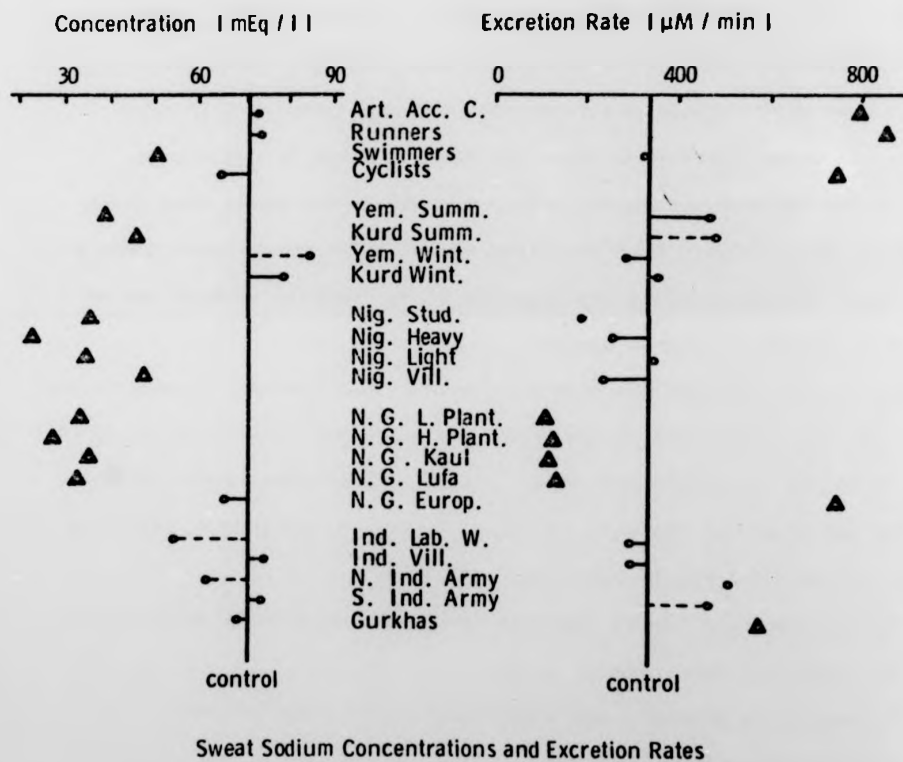 Concentration | mEq / l |
Excretion Rate | µM / min |
30 60 90
0 400 800
Art. Acc. C.
Runners
Swimmers
Cyclists
Yem. Summ.
Kurd Summ.
Yem. Wint.
Kurd Wint.
Nig. Stud.
Nig. Heavy
Nig. Light
Nig. Vill.
N. G. L. Plant.
N. G. H. Plant.
N. G. Kaul
N. G. Lufa
N. G. Europ.
Ind. Lab. W.
Ind. Vill.
N. Ind. Army
S. Ind. Army
Gurkhas
control
control
Sweat Sodium Concentrations and Excretion Rates